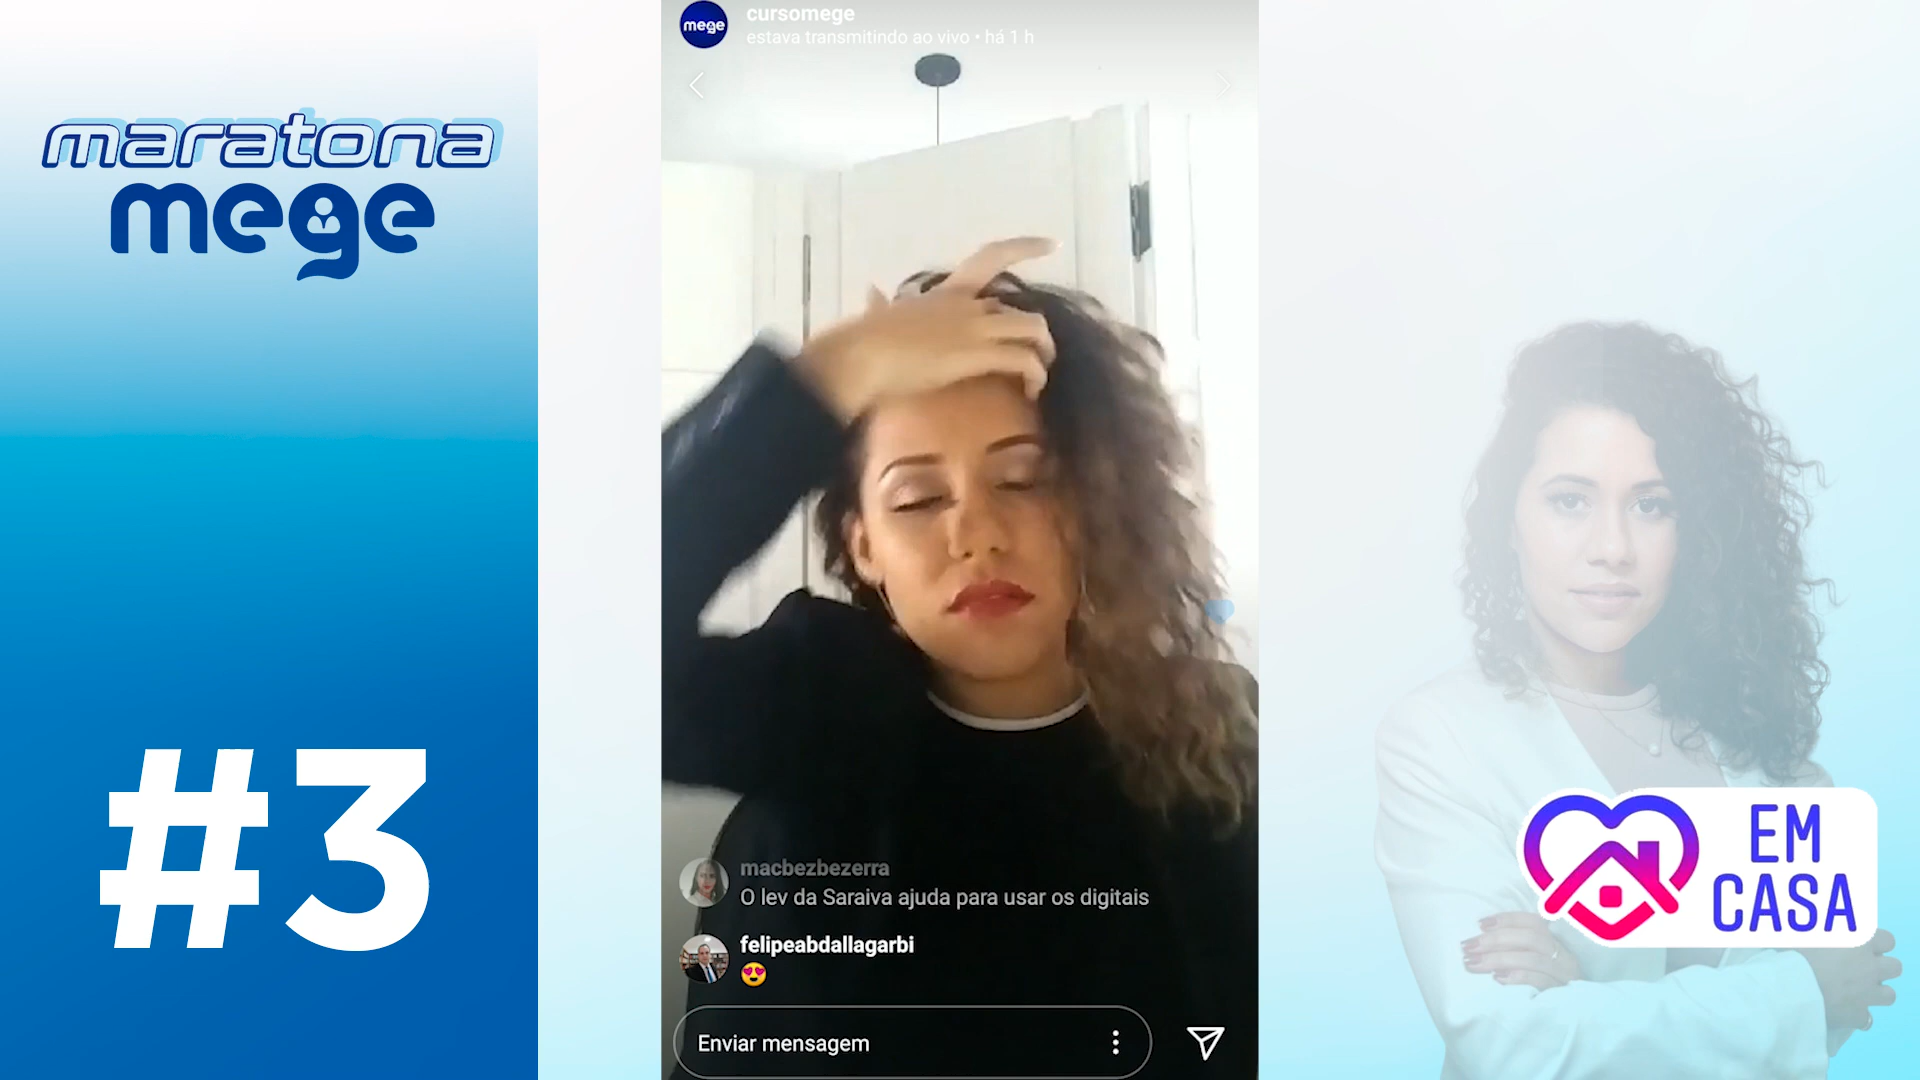 maratona
mege
#3
mege
cursomege
estava transmitindo ao vivo • há 1 h
macbezbezerra
O lev da Saraiva ajuda para usar os digitais
felipeabdallagarbi
😍
Enviar mensagem
EM
CASA